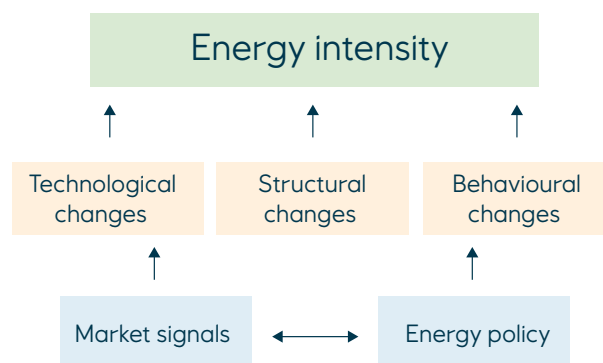 Energy intensity
Technological
changes
Structural
changes
Behavioural
changes
Market signals
Energy policy